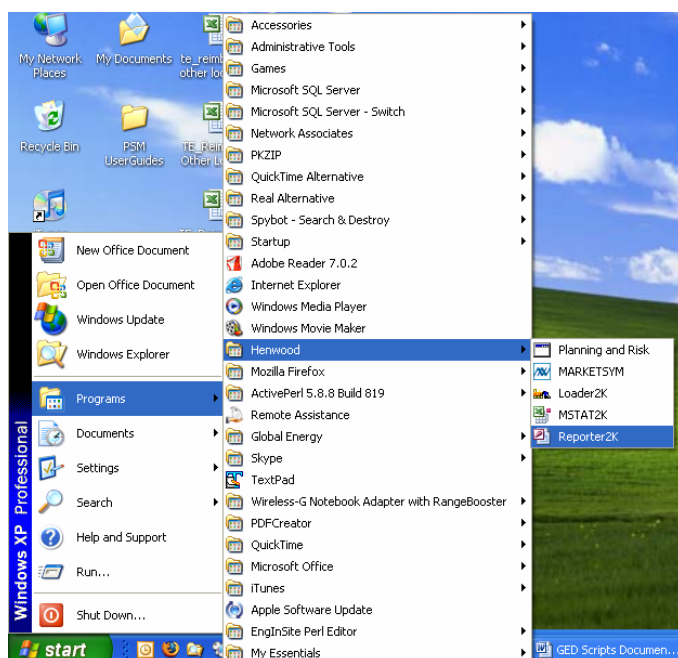 My Network
Places
My Documents
te_reimb
other loc
Recycle Bin
PSM
UserGuides
TE_Rein
Other Lo
New Office Document
Open Office Document
Windows Update
Windows Explorer
Programs
Documents
Settings
Search
Help and Support
Run...
Shut Down...
Windows XP Professional
Accessories
Administrative Tools
Games
Microsoft SQL Server
Microsoft SQL Server - Switch
Network Associates
PKZIP
QuickTime Alternative
Real Alternative
Spybot - Search & Destroy
Startup
Adobe Reader 7.0.2
Internet Explorer
Windows Media Player
Windows Movie Maker
Henwood
Mozilla Firefox
ActivePerl 5.8.8 Build 819
Remote Assistance
Global Energy
Skype
TextPad
Wireless-G Notebook Adapter with RangeBooster
PDFCreator
QuickTime
Microsoft Office
iTunes
Apple Software Update
EngInSite Perl Editor
My Essentials
Planning and Risk
MARKETSYM
Loader2K
MSTAT2K
Reporter2K
start
GED Scripts Documen...